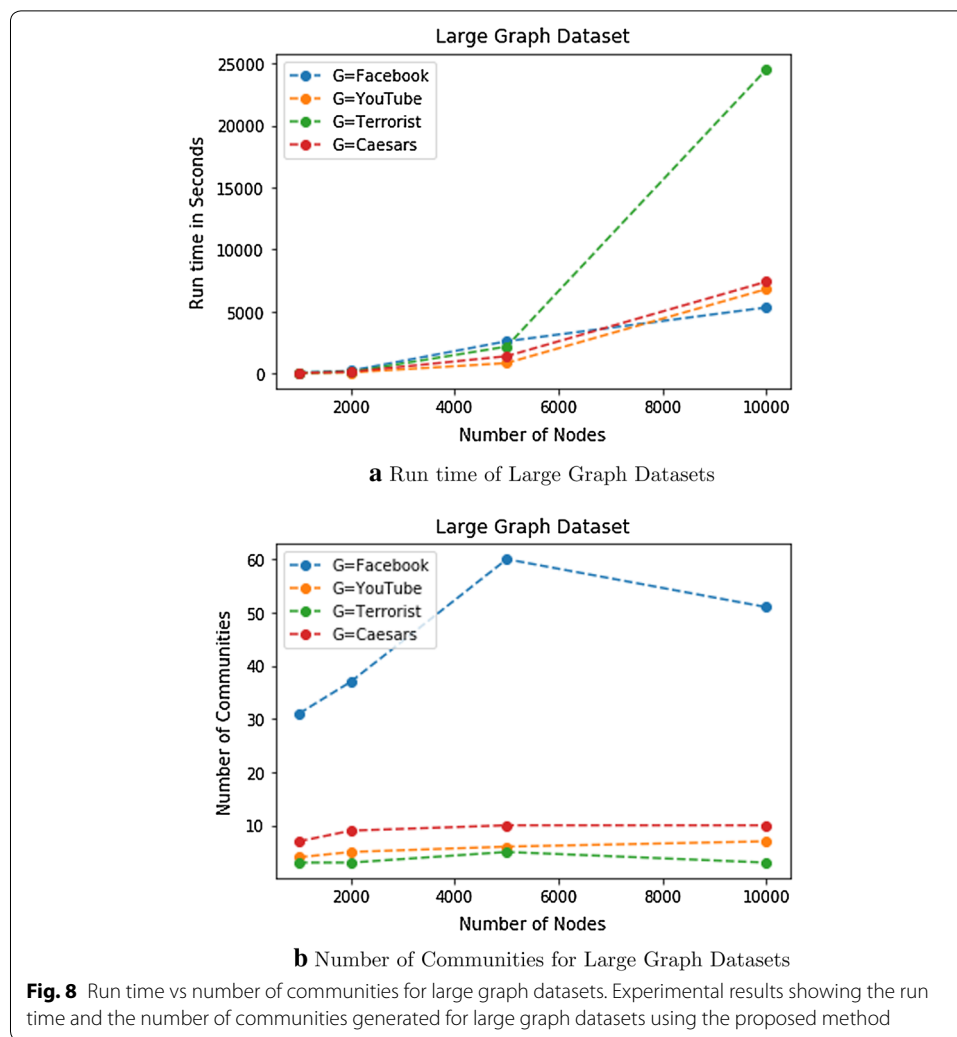 Large Graph Dataset
25000
20000
15000
10000
5000
0
Run time in Seconds
G=Facebook
G=YouTube
G=Terrorist
G=Caesars
2000 4000 6000 8000 10000
Number of Nodes
a Run time of Large Graph Datasets
Large Graph Dataset
60
50
40
30
20
10
Number of Communities
G=Facebook
G=YouTube
G=Terrorist
G=Caesars
2000 4000 6000 8000 10000
Number of Nodes
b Number of Communities for Large Graph Datasets
Fig. 8 Run time vs number of communities for large graph datasets. Experimental results showing the run
time and the number of communities generated for large graph datasets using the proposed method